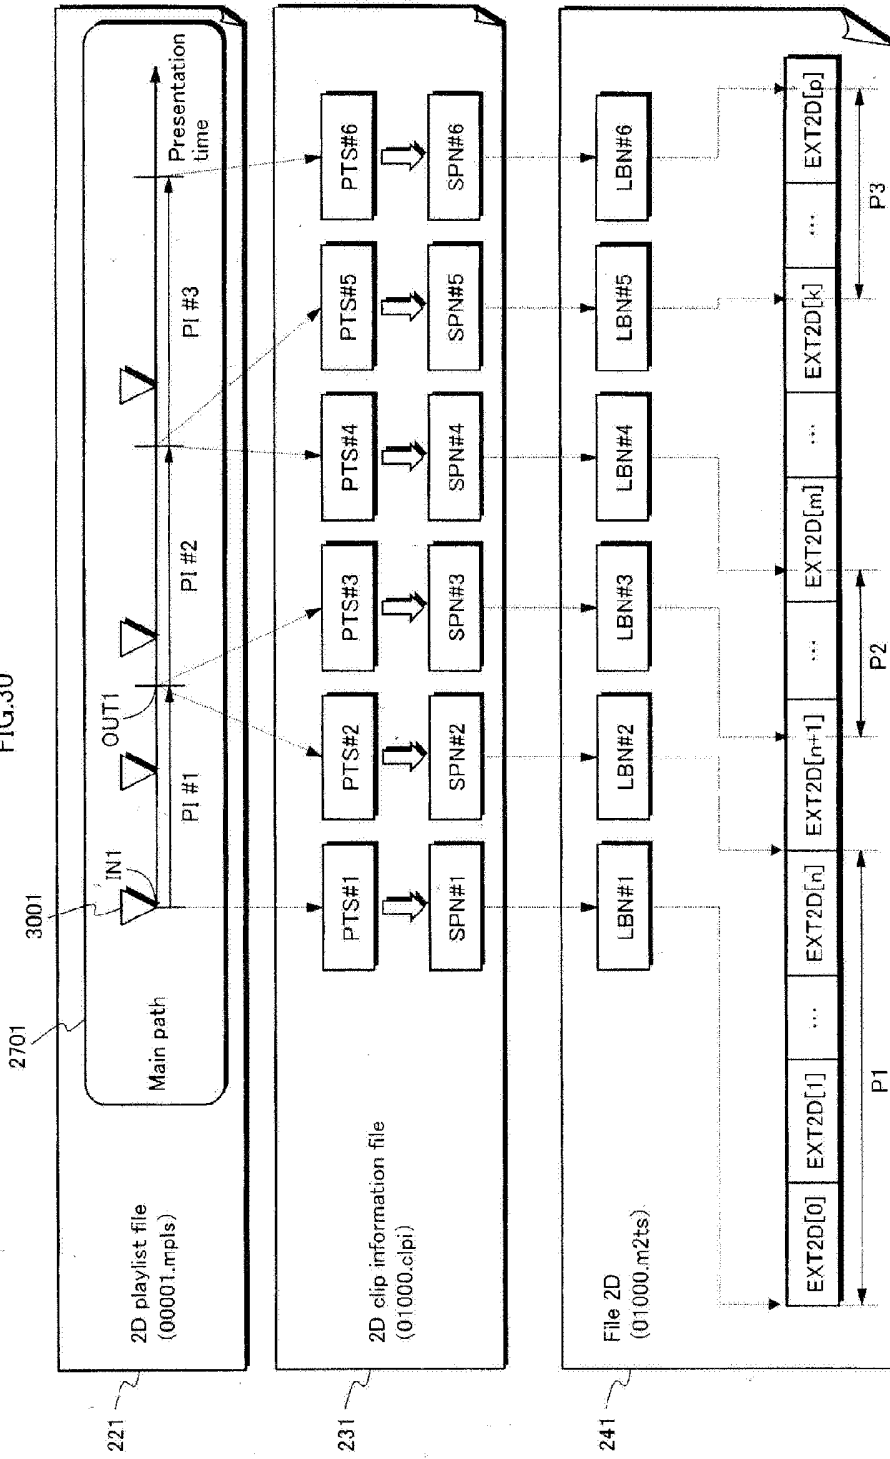 FIG.30
2701
3001
IN1
OUT1
Main path
PI #1
PI #2
PI #3
Presentation
time
221
2D playlist file
(00001.mpls)
PTS#1
PTS#2
PTS#3
PTS#4
PTS#5
PTS#6
231
2D clip information file
(01000.clpi)
SPN#1
SPN#2
SPN#3
SPN#4
SPN#5
SPN#6
LBN#1
LBN#2
LBN#3
LBN#4
LBN#5
LBN#6
241
File 2D
(01000.m2ts)
EXT2D[0]
EXT2D[1]
...
EXT2D[n]
EXT2D[n+1]
...
EXT2D[m]
...
EXT2D[k]
...
EXT2D[p]
P1
P2
P3